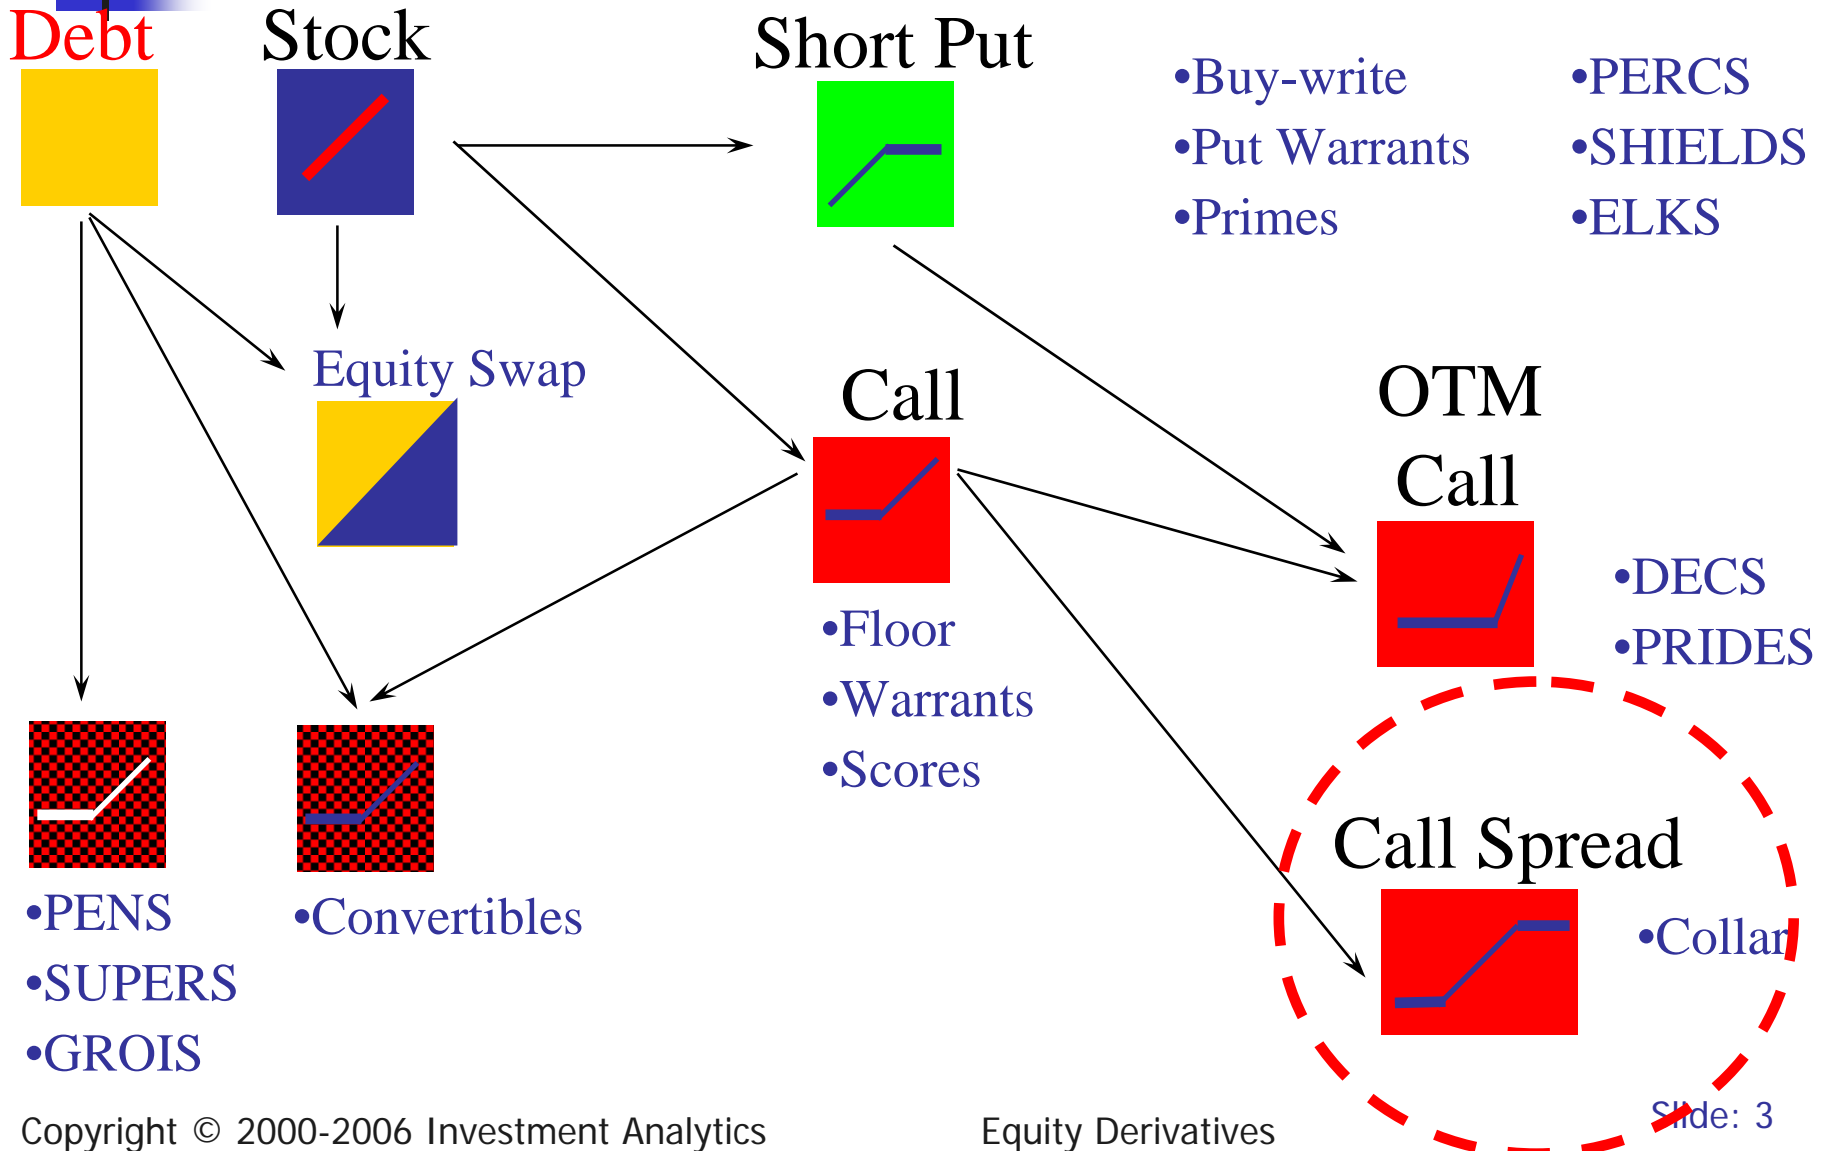 Debt
Stock
Short Put
•Buy-write
•Put Warrants
•Primes
•PERCS
•SHIELDS
•ELKS
Equity Swap
Call
OTM
Call
•Floor
•Warrants
•Scores
•DECS
•PRIDES
Call Spread
•Collar
•PENS
•SUPERS
•GROIS
•Convertibles
Copyright © 2000-2006 Investment Analytics
Equity Derivatives
Slide: 3